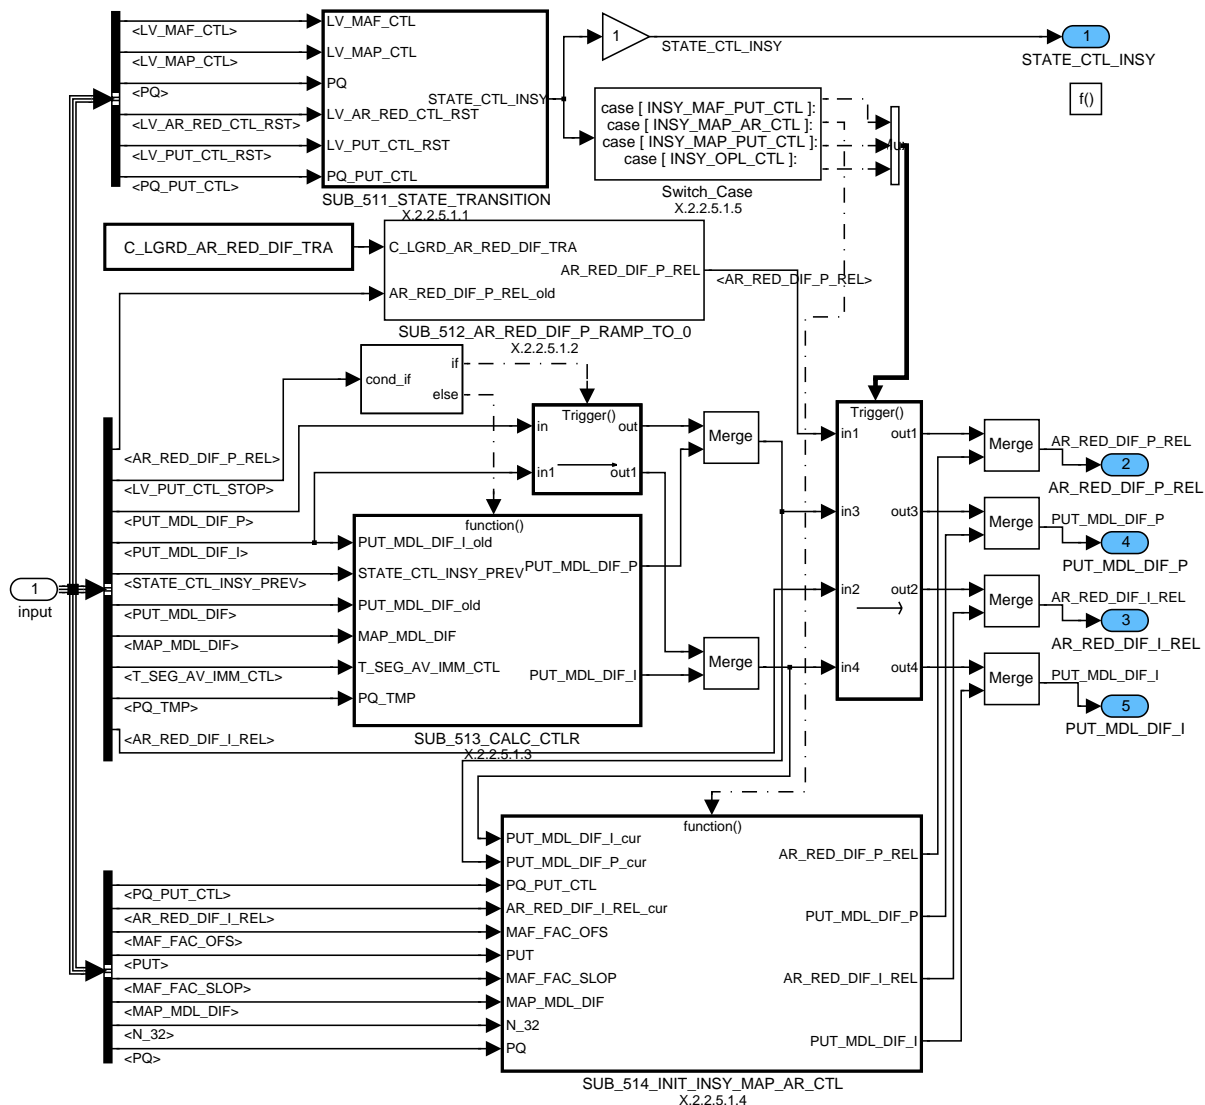 LV_MAF_CTL
<LV_MAF_CTL>
LV_MAP_CTL
<LV_MAP_CTL>
PQ
<PQ>
STATE_CTL_INSY
LV_AR_RED_CTL_RST
<LV_AR_RED_CTL_RST>
LV_PUT_CTL_RST
<LV_PUT_CTL_RST>
PQ_PUT_CTL
<PQ_PUT_CTL>
SUB_511_STATE_TRANSITION
X.2.2.5.1.1
1
STATE_CTL_INSY
1
STATE_CTL_INSY
f()
case [ INSY_MAF_PUT_CTL ]:
case [ INSY_MAP_AR_CTL ]:
case [ INSY_MAP_PUT_CTL ]:
case [ INSY_OPL_CTL ]:
Switch_Case
X.2.2.5.1.5
C_LGRD_AR_RED_DIF_TRA
C_LGRD_AR_RED_DIF_TRA
AR_RED_DIF_P_REL
<AR_RED_DIF_P_REL>
AR_RED_DIF_P_REL_old
SUB_512_AR_RED_DIF_P_RAMP_TO_0
X.2.2.5.1.2
cond_if
if
else
Trigger()
in
out
in1
out1
Merge
Merge
<AR_RED_DIF_P_REL>
<LV_PUT_CTL_STOP>
<PUT_MDL_DIF_P>
<PUT_MDL_DIF_I>
<STATE_CTL_INSY_PREV>
<PUT_MDL_DIF>
<MAP_MDL_DIF>
<T_SEG_AV_IMM_CTL>
<PQ_TMP>
<AR_RED_DIF_I_REL>
1
input
function()
PUT_MDL_DIF_I_old
STATE_CTL_INSY_PREV
PUT_MDL_DIF_P
PUT_MDL_DIF_old
MAP_MDL_DIF
T_SEG_AV_IMM_CTL
PUT_MDL_DIF_I
PQ_TMP
SUB_513_CALC_CTLR
X.2.2.5.1.3
Trigger()
in1
out1
in3
out3
in2
out2
in4
out4
Merge
AR_RED_DIF_P_REL
2
AR_RED_DIF_P_REL
Merge
PUT_MDL_DIF_P
4
PUT_MDL_DIF_P
Merge
AR_RED_DIF_I_REL
3
AR_RED_DIF_I_REL
Merge
PUT_MDL_DIF_I
5
PUT_MDL_DIF_I
function()
PUT_MDL_DIF_I_cur
PUT_MDL_DIF_P_cur
AR_RED_DIF_P_REL
PQ_PUT_CTL
<PQ_PUT_CTL>
AR_RED_DIF_I_REL_cur
<AR_RED_DIF_I_REL>
PUT_MDL_DIF_P
MAF_FAC_OFS
<MAF_FAC_OFS>
PUT
<PUT>
MAF_FAC_SLOP
<MAF_FAC_SLOP>
AR_RED_DIF_I_REL
MAP_MDL_DIF
<MAP_MDL_DIF>
N_32
<N_32>
PQ
<PQ>
PUT_MDL_DIF_I
SUB_514_INIT_INSY_MAP_AR_CTL
X.2.2.5.1.4